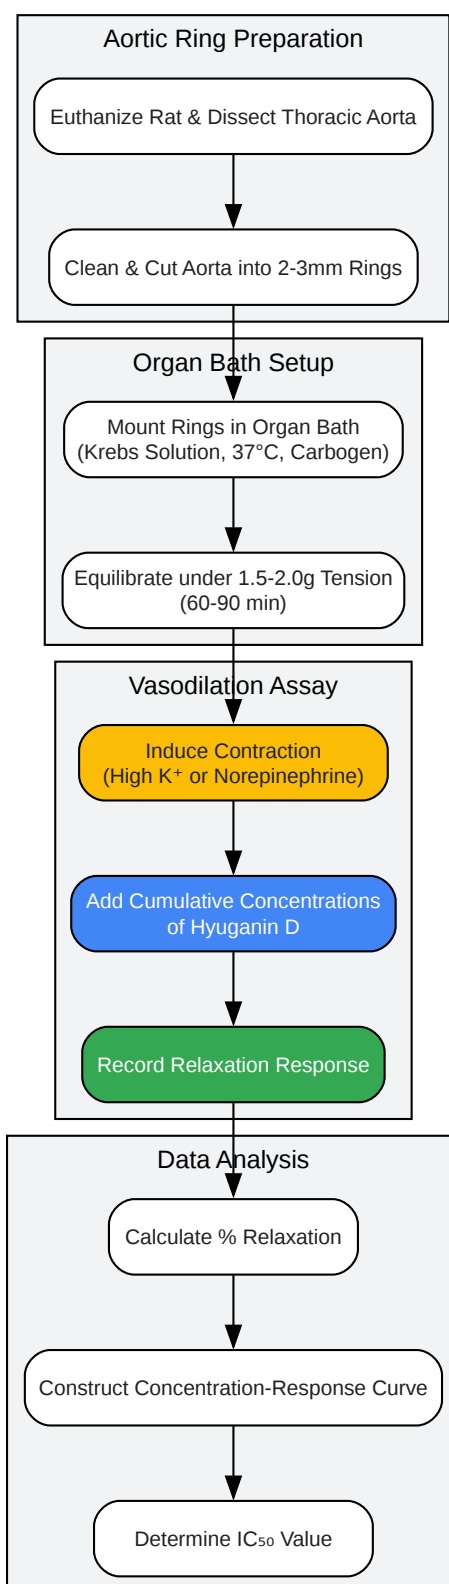 Aortic Ring Preparation
Euthanize Rat & Dissect Thoracic Aorta
Clean & Cut Aorta into 2-3mm Rings
Organ Bath Setup
Mount Rings in Organ Bath
(Krebs Solution, 37°C, Carbogen)
Equilibrate under 1.5-2.0g Tension
(60-90 min)
Vasodilation Assay
Induce Contraction
(High K⁺ or Norepinephrine)
Add Cumulative Concentrations
of Hyuganin D
Record Relaxation Response
Data Analysis
Calculate % Relaxation
Construct Concentration-Response Curve
Determine IC₅₀ Value